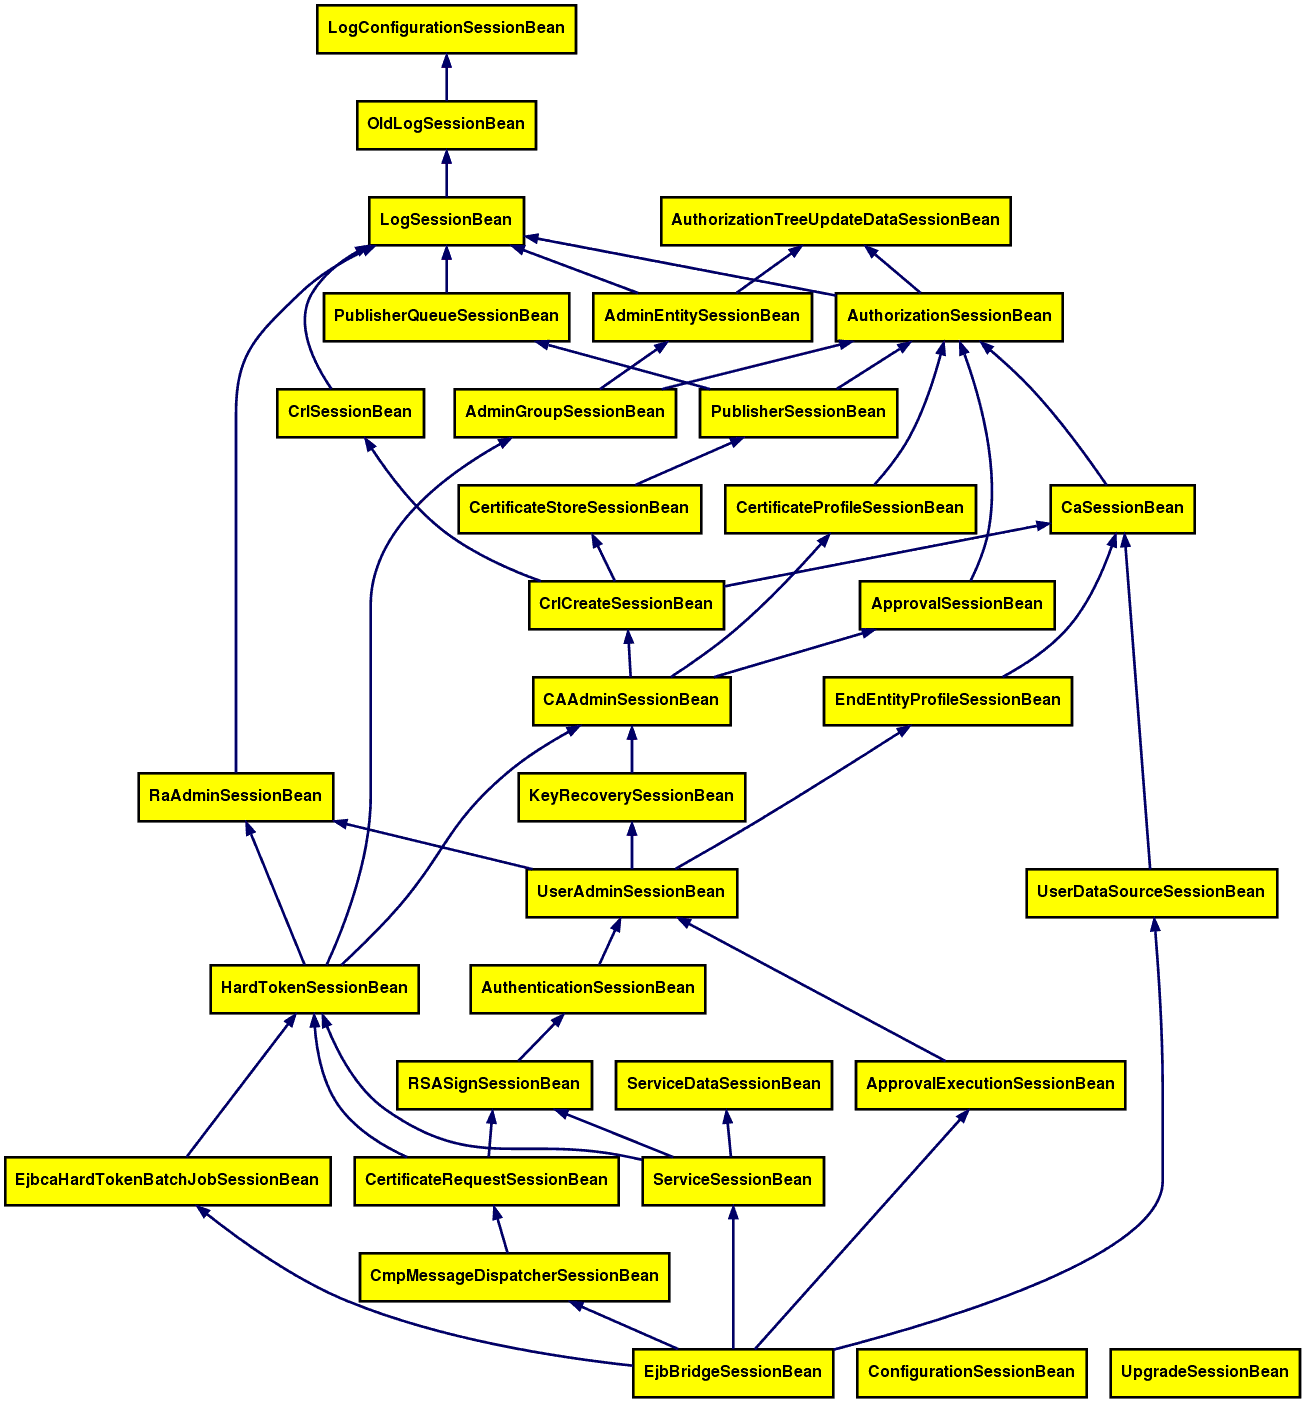 LogConfigurationSessionBean
OldLogSessionBean
LogSessionBean
AuthorizationTreeUpdateDataSessionBean
PublisherQueueSessionBean
AdminEntitySessionBean
AuthorizationSessionBean
CrlSessionBean
AdminGroupSessionBean
PublisherSessionBean
CertificateStoreSessionBean
CertificateProfileSessionBean
CaSessionBean
CrlCreateSessionBean
ApprovalSessionBean
CAAdminSessionBean
EndEntityProfileSessionBean
RaAdminSessionBean
KeyRecoverySessionBean
UserAdminSessionBean
UserDataSourceSessionBean
HardTokenSessionBean
AuthenticationSessionBean
RSASignSessionBean
ServiceDataSessionBean
ApprovalExecutionSessionBean
EjbcaHardTokenBatchJobSessionBean
CertificateRequestSessionBean
ServiceSessionBean
CmpMessageDispatcherSessionBean
EjbBridgeSessionBean
ConfigurationSessionBean
UpgradeSessionBean